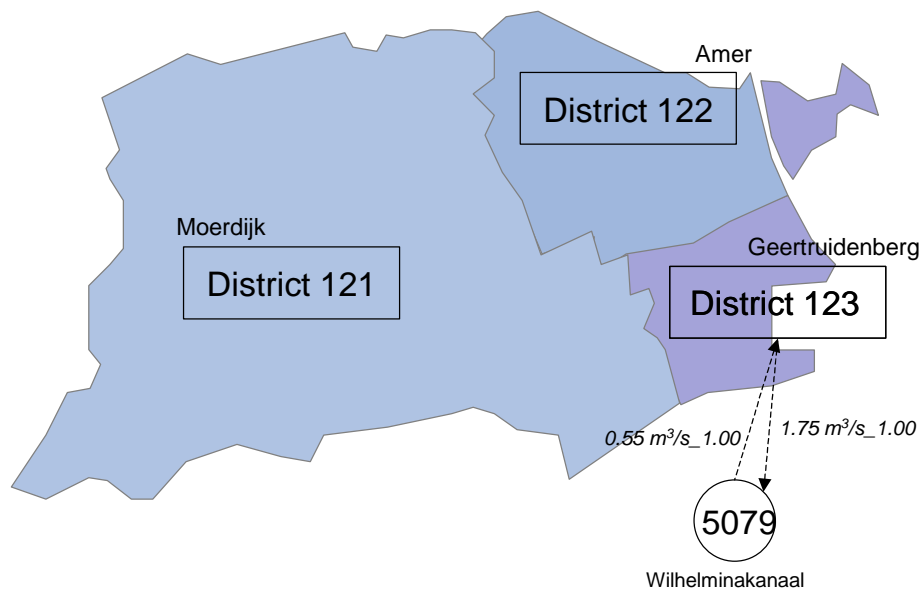 Amer
District 122
Moerdijk
District 121
Geertruidenberg
District 123
0.55 m³/s_1.00
1.75 m³/s_1.00
5079
Wilhelminakanaal